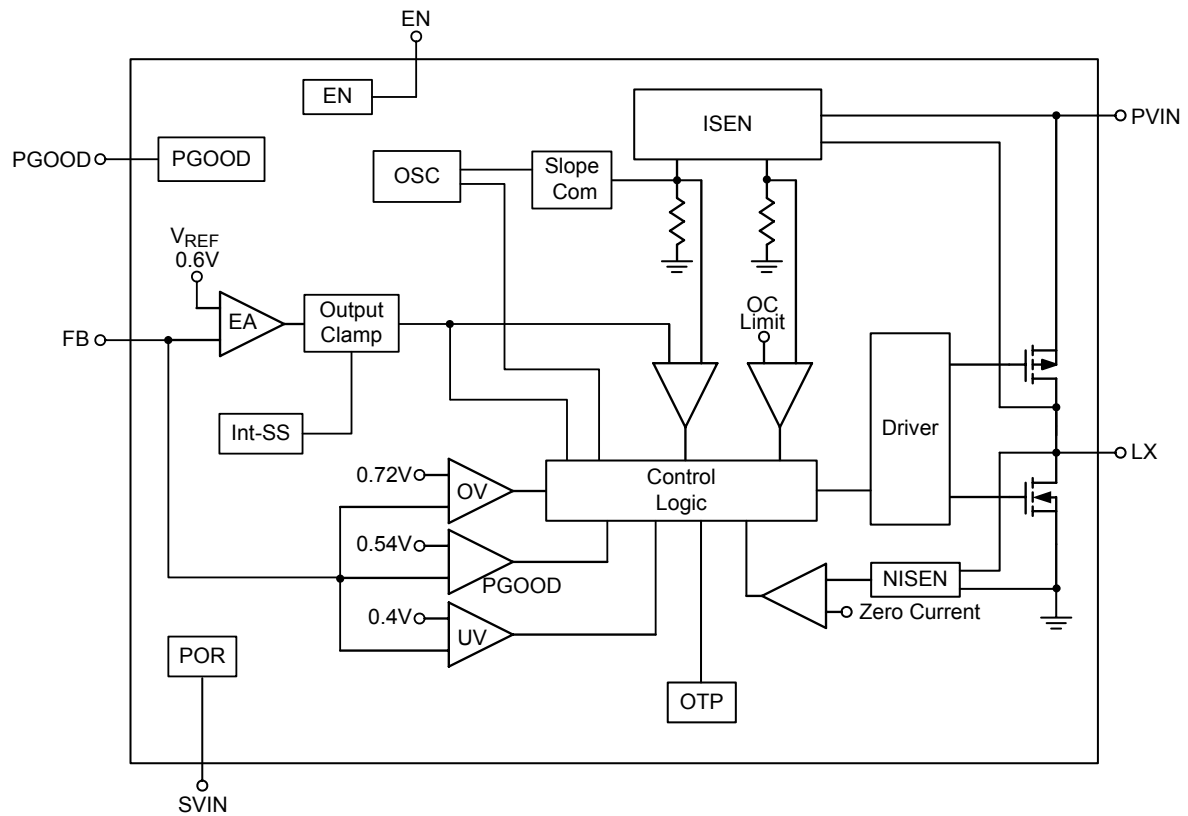 EN
EN
ISEN
PVIN
PGOOD
PGOOD
OSC
Slope
Com
VREF
0.6V
EA
Output
Clamp
OC
Limit
FB
Int-SS
Driver
LX
0.72V
OV
Control
Logic
0.54V
PGOOD
NISEN
0.4V
UV
Zero Current
POR
OTP
SVIN